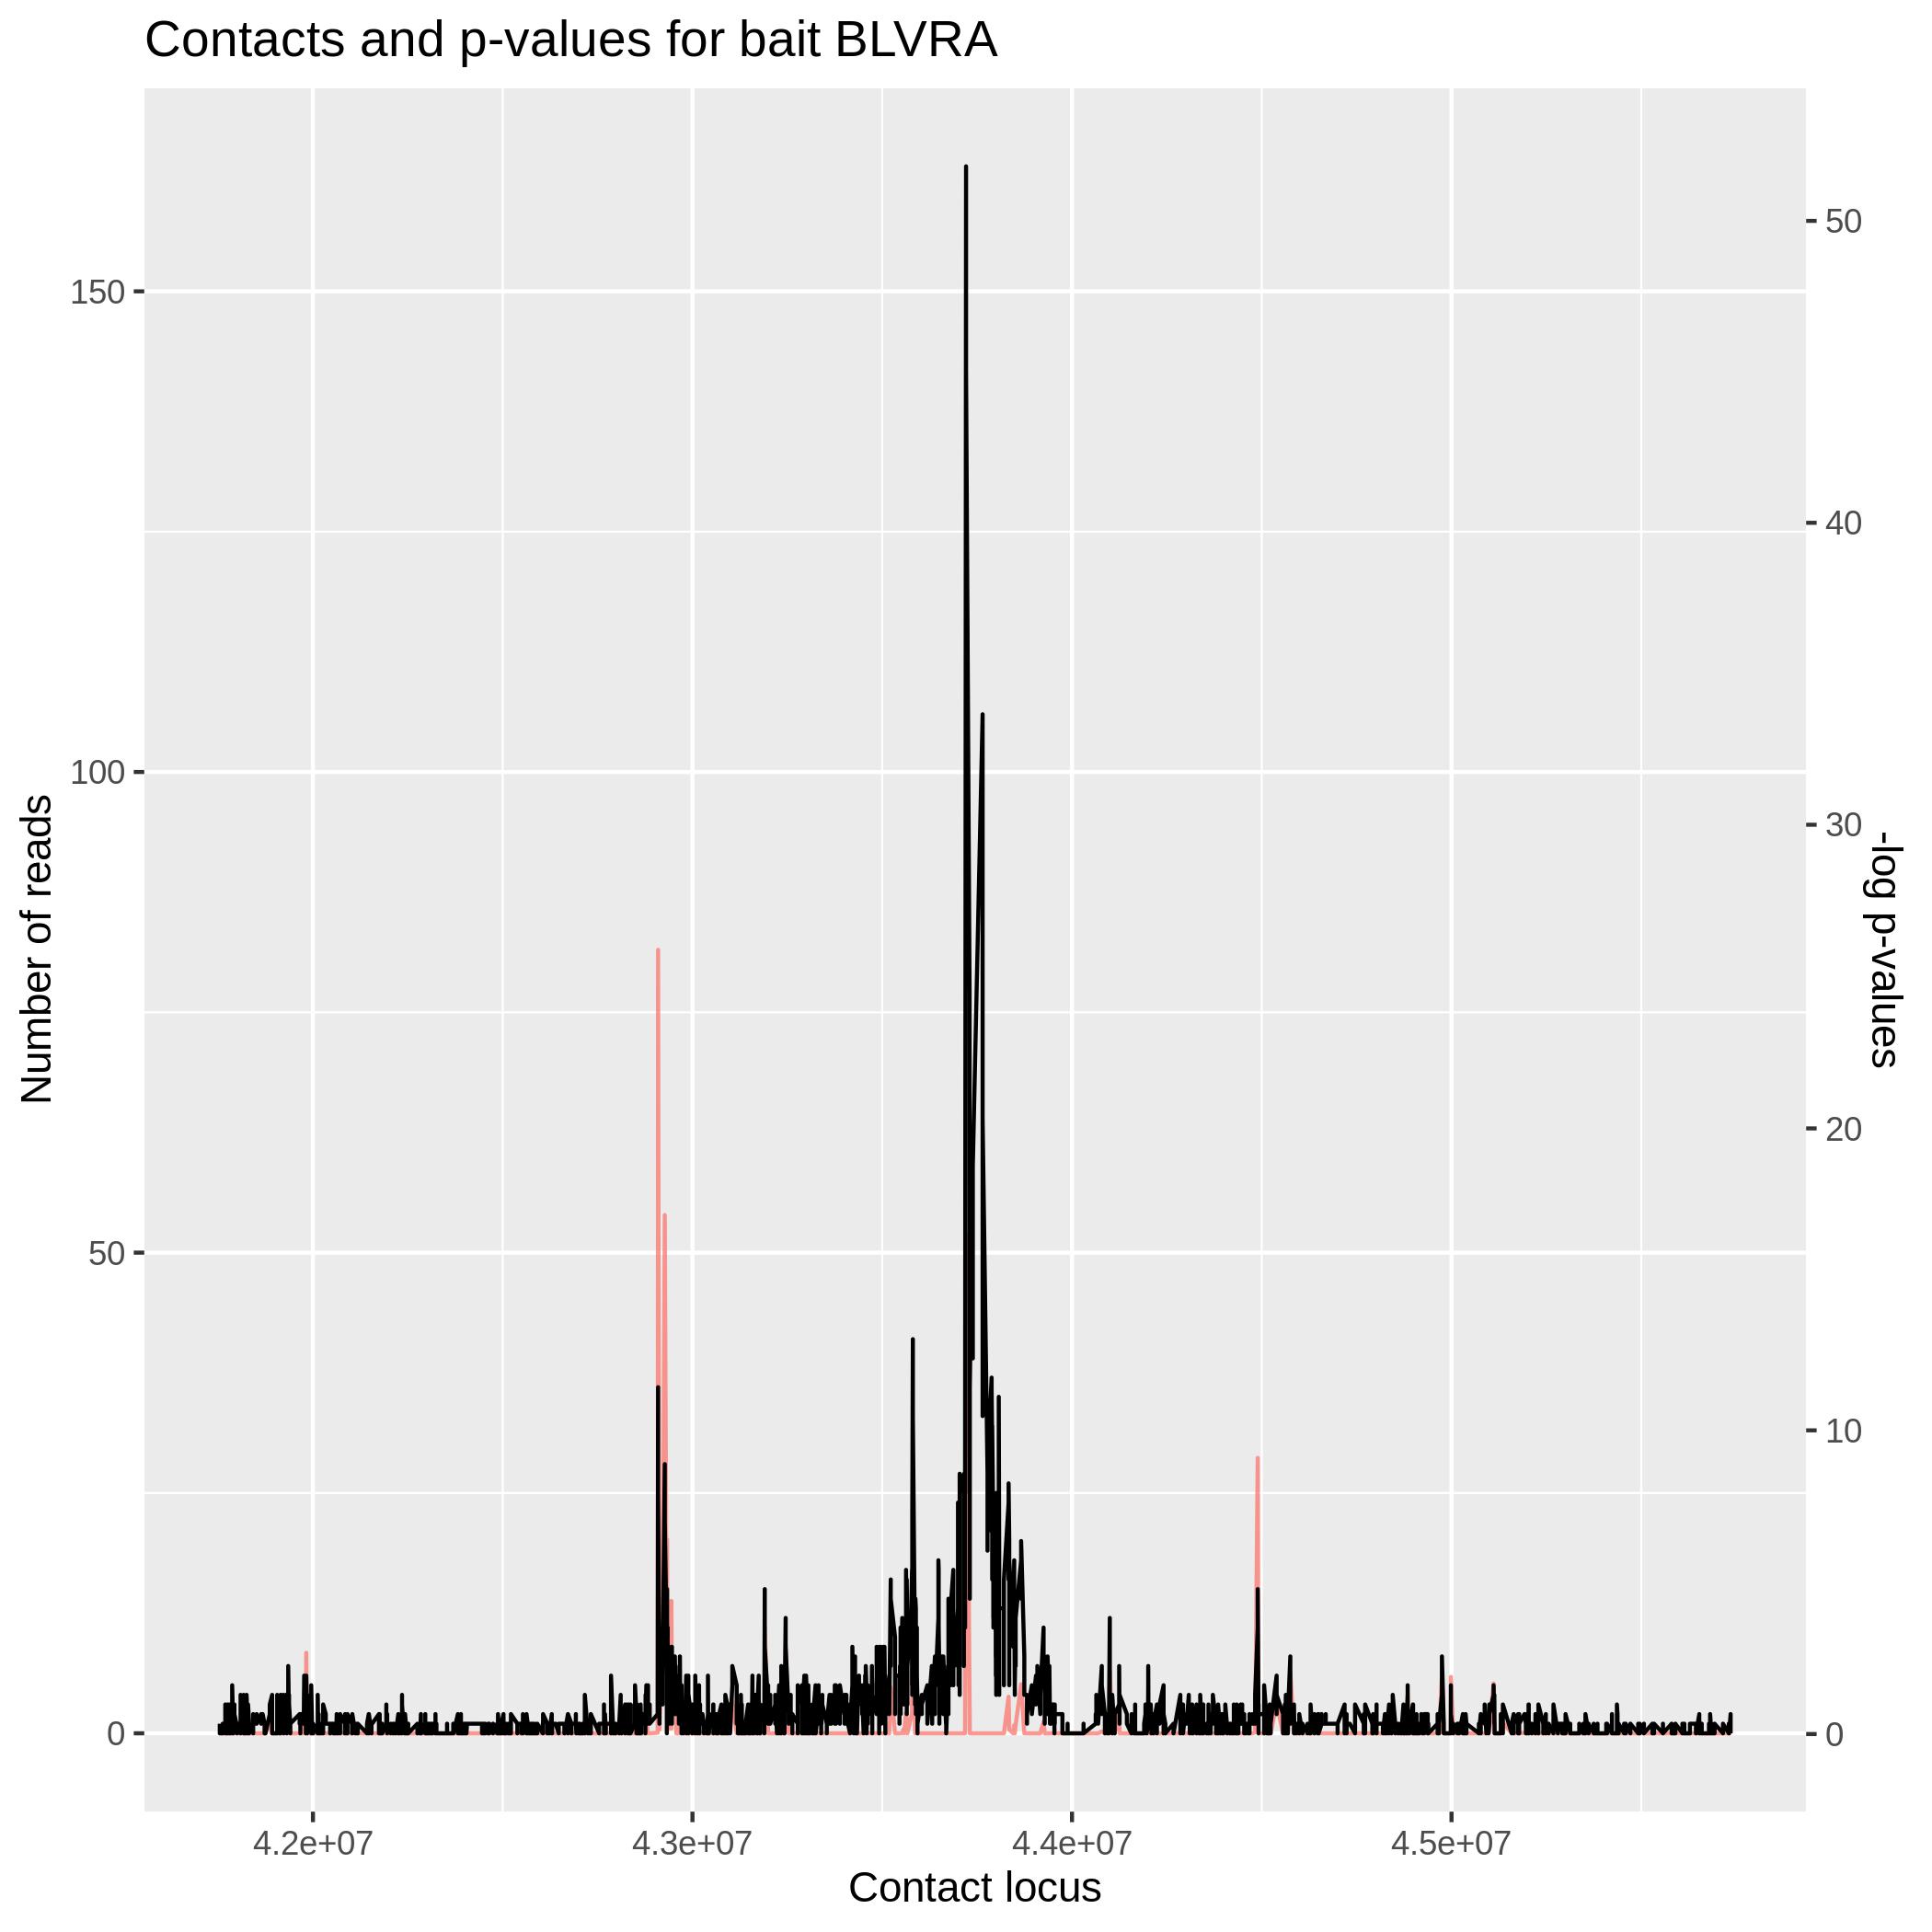 Contacts and p-values for bait BLVRA
150
100
50
0
50
40
30
20
10
0
Number of reads
-log p-values
4.2e+07
4.3e+07
4.4e+07
4.5e+07
Contact locus